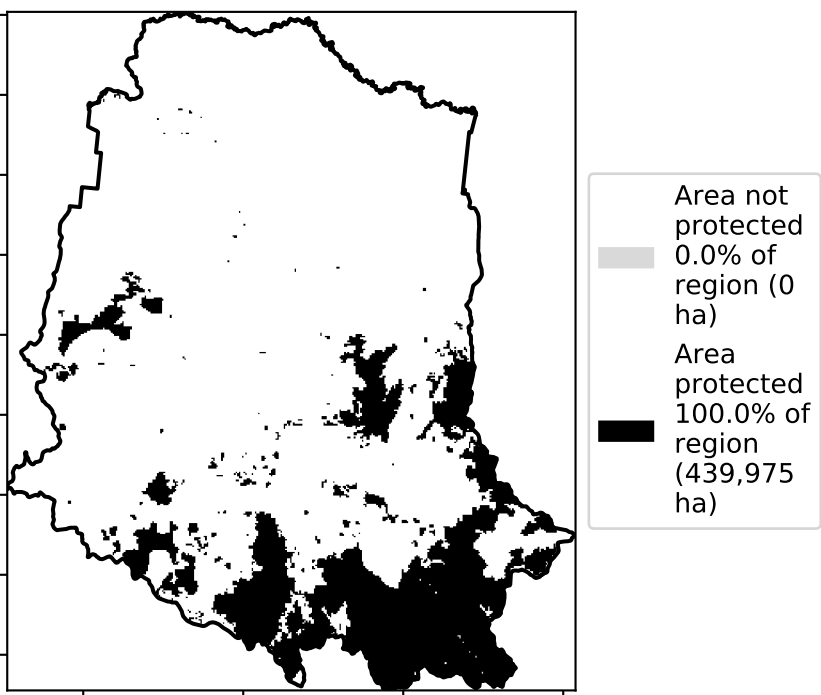 Area not
protected
0.0% of
region (0
ha)
Area
protected
100.0% of
region
(439,975
ha)